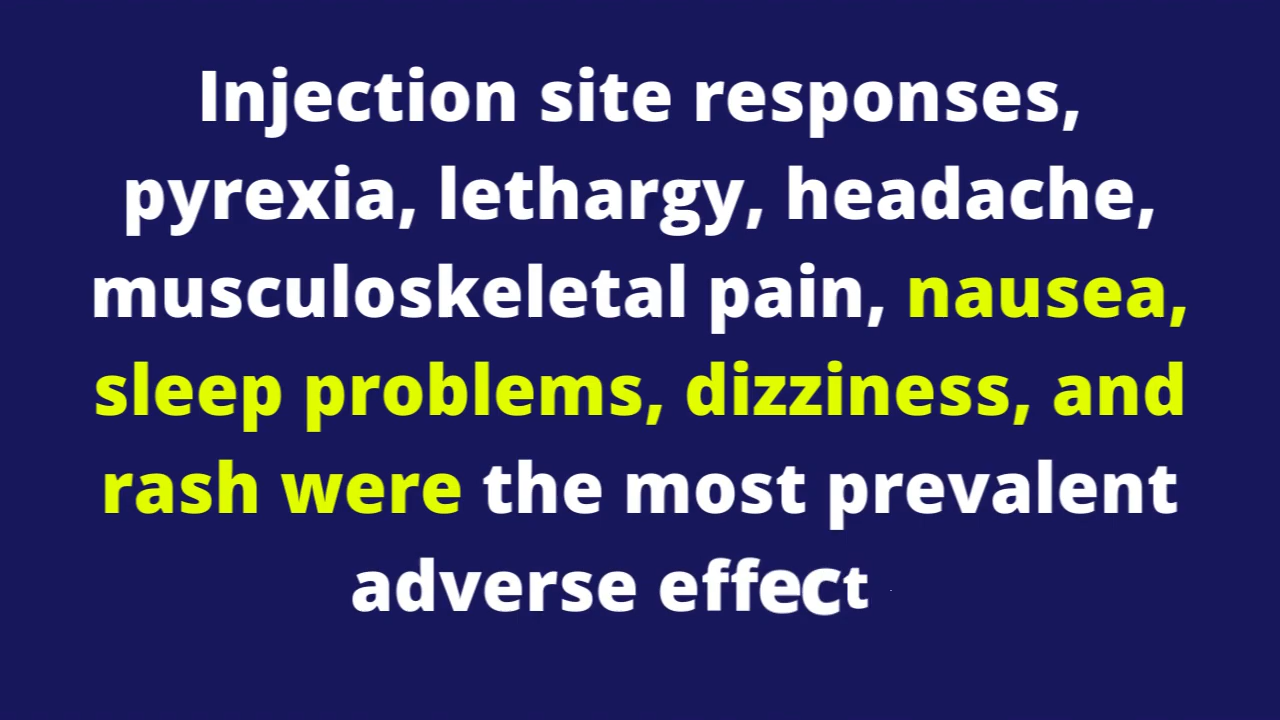 Injection site responses,
pyrexia, lethargy, headache,
musculoskeletal pain, nausea,
sleep problems, dizziness, and
rash were the most prevalent
adverse effect